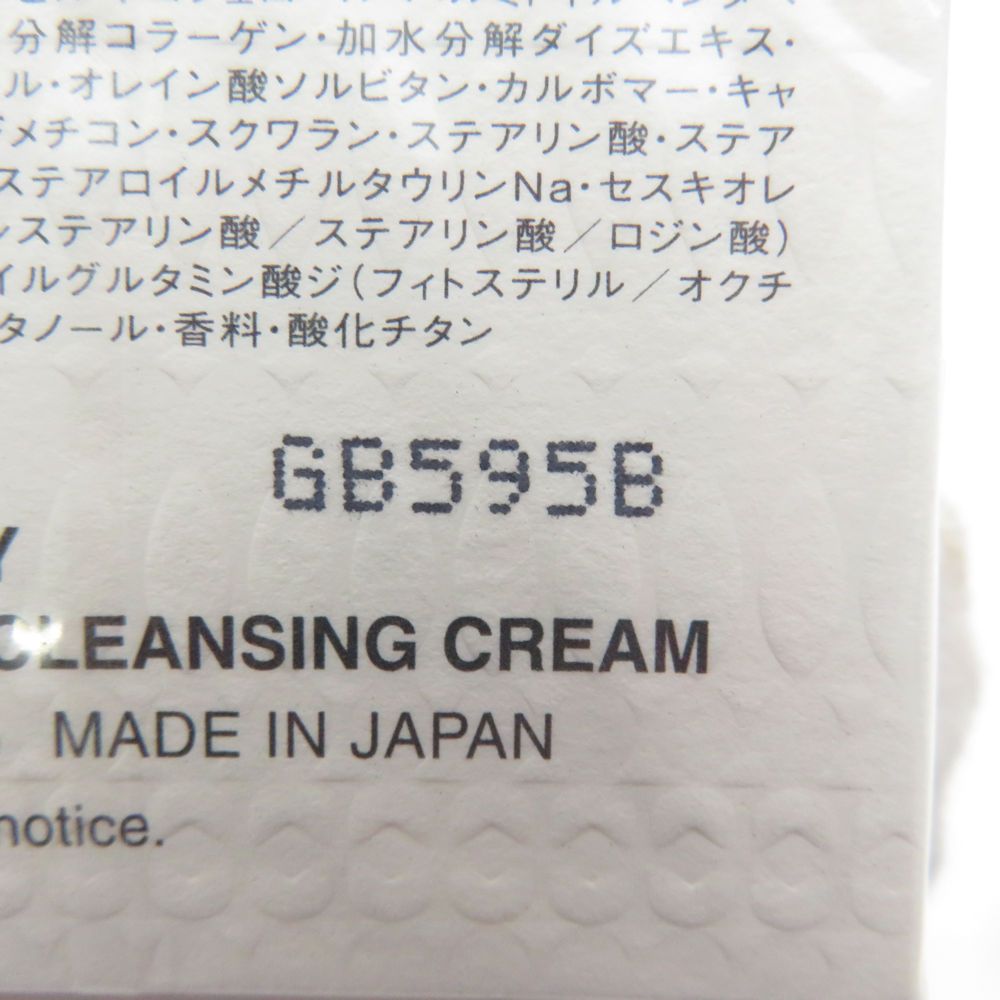 分解コラーゲン・加水分解ダイズエキス・
ル・オレイン酸ソルビタン・カルボマー・キャ
メチコン・スクワラン・ステアリン酸・ステア
ステアロイルメチルタウリンNa・セスキオレ
ステアリン酸／ステアリン酸／ロジン酸)
イルグルタミン酸ジ(フィトステリル／オクチ
タノール・香料・酸化チタン
GB595B
Y
CLEANSING CREAM
MADE IN JAPAN
notice.